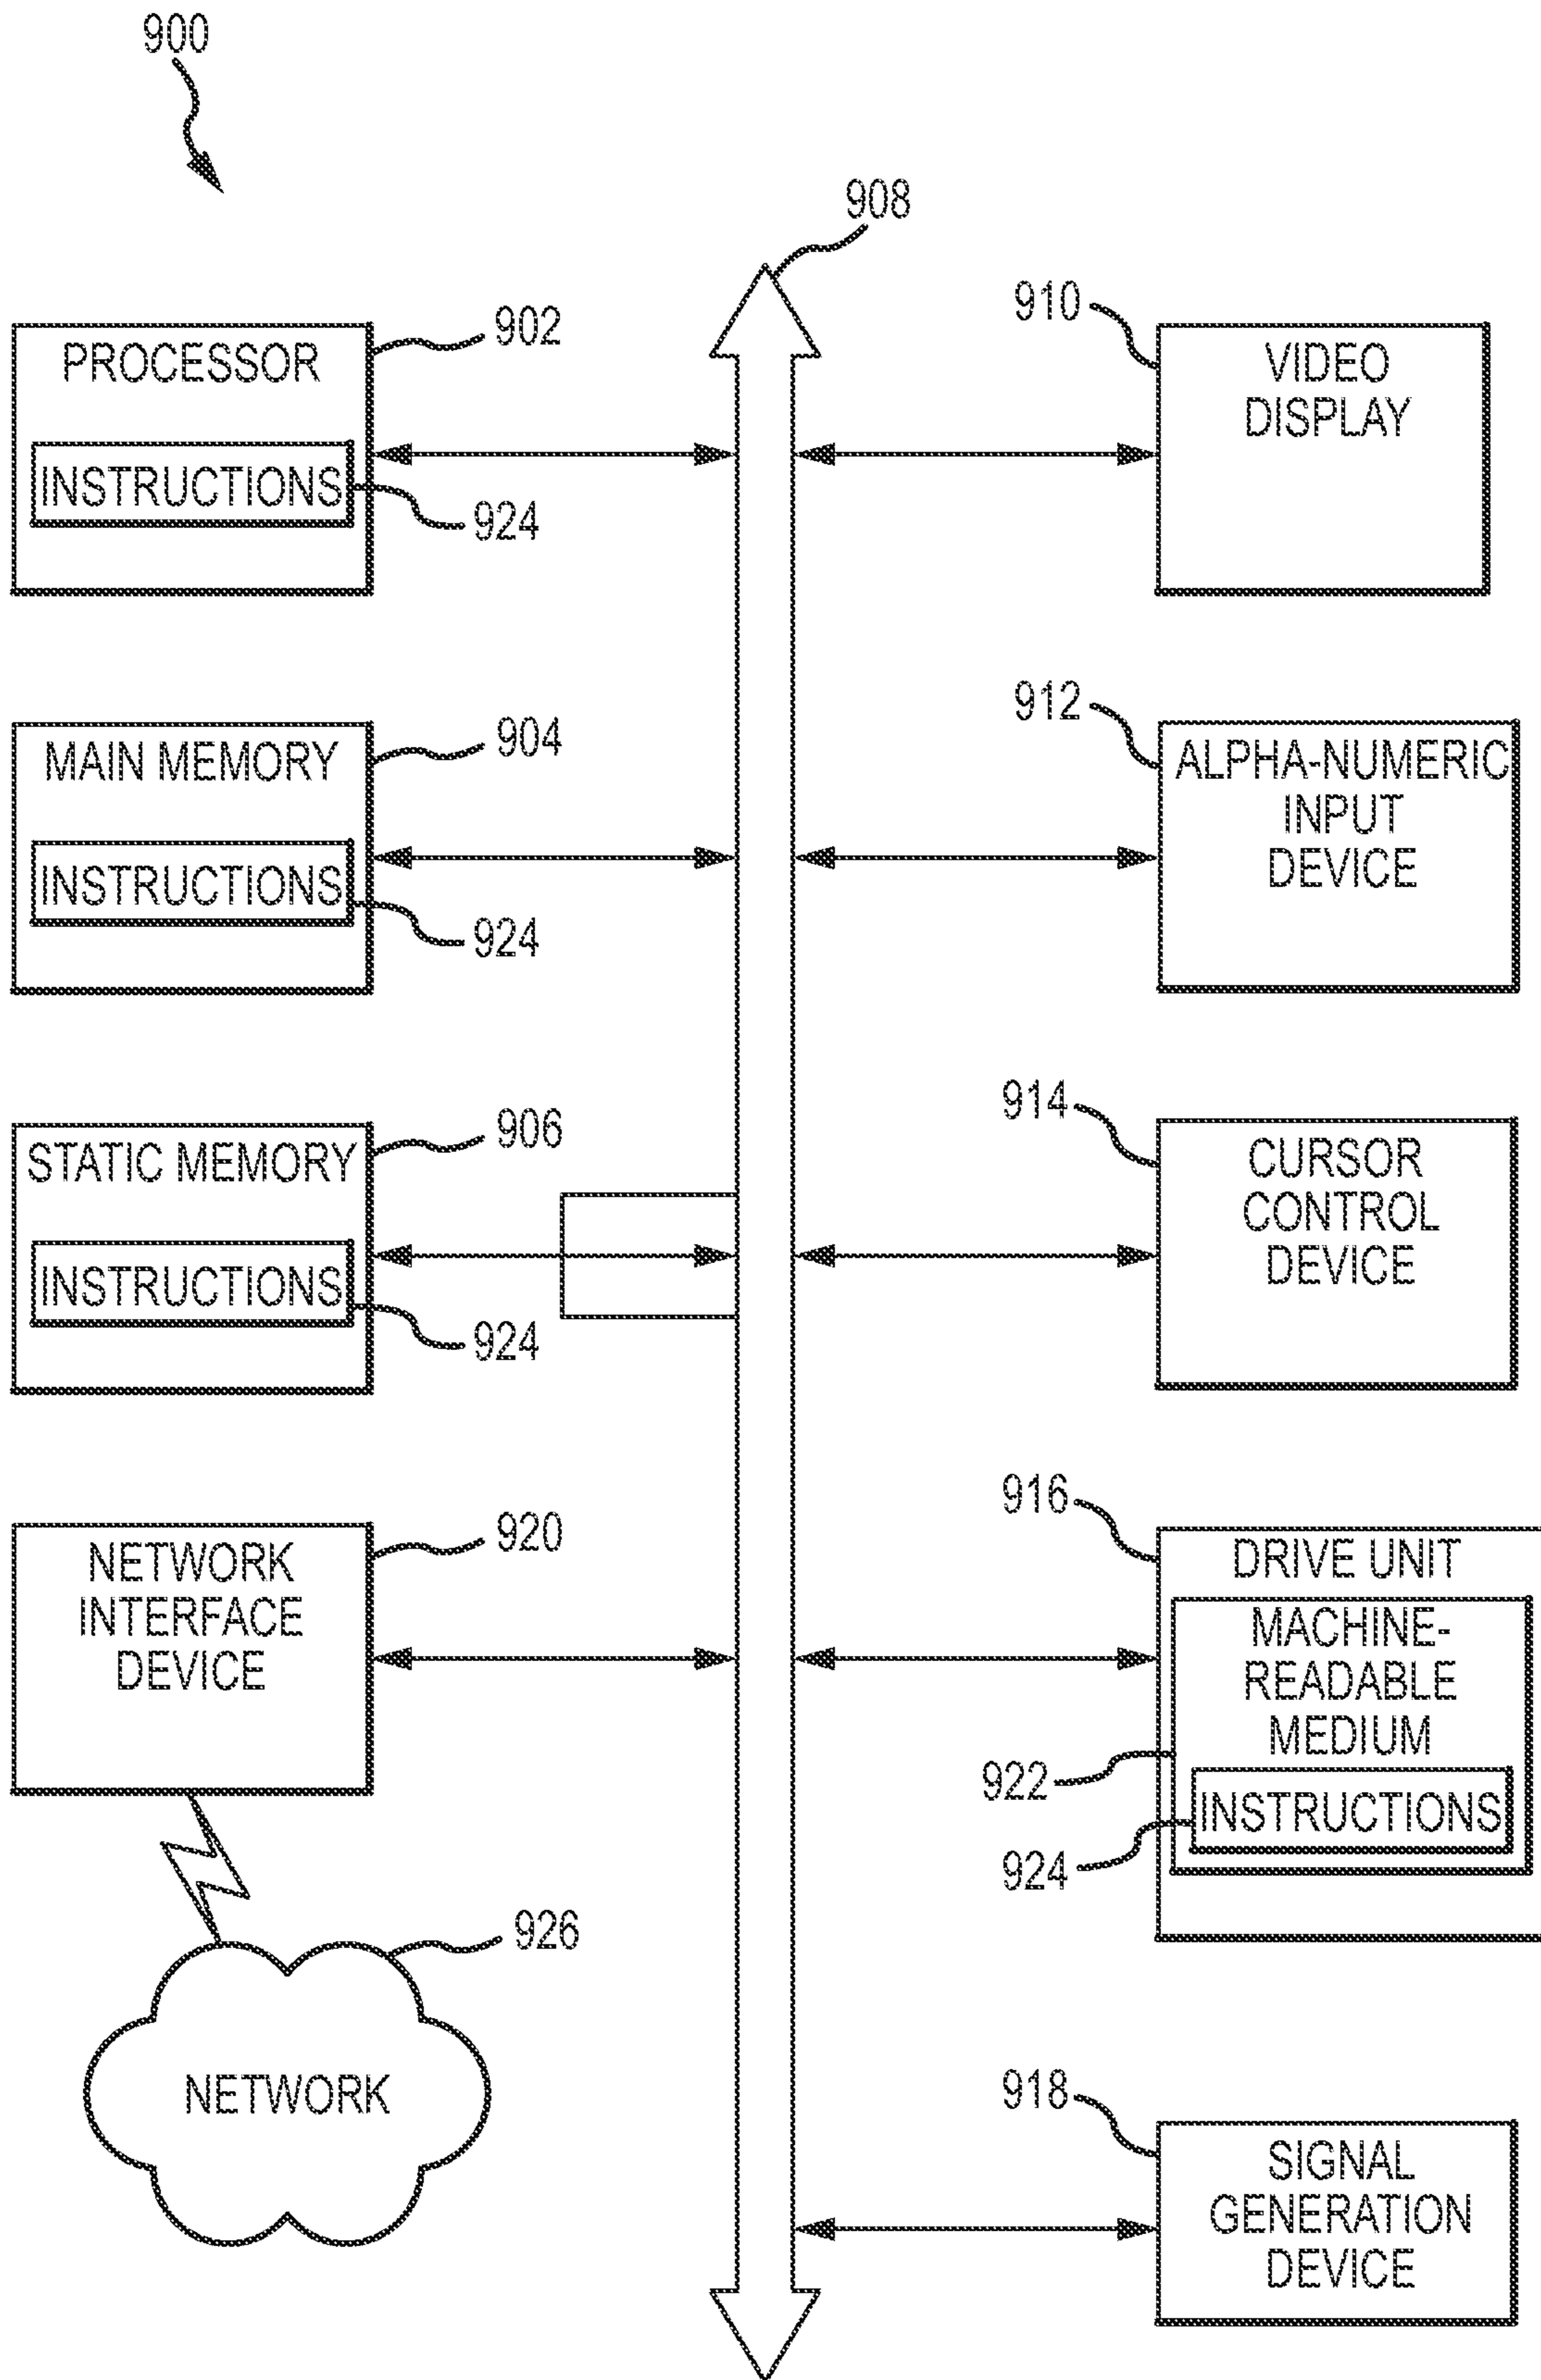 900
908
PROCESSOR
902
INSTRUCTIONS
924
910
VIDEO
DISPLAY
MAIN MEMORY
904
INSTRUCTIONS
924
912
ALPHA-NUMERIC
INPUT
DEVICE
STATIC MEMORY
906
INSTRUCTIONS
924
914
CURSOR
CONTROL
DEVICE
NETWORK
INTERFACE
DEVICE
920
916
DRIVE UNIT
MACHINE-
READABLE
MEDIUM
922
INSTRUCTIONS
924
926
NETWORK
918
SIGNAL
GENERATION
DEVICE